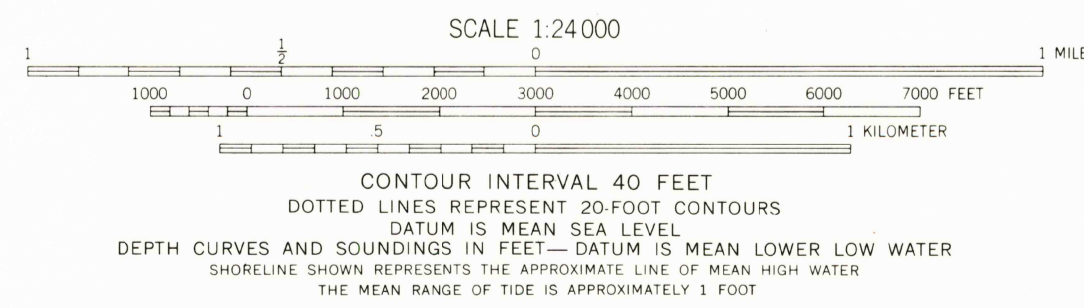 SCALE 1:24 000
1 1/2 0 1 MILE
1000 0 1000 2000 3000 4000 5000 6000 7000 FEET
1 .5 0 1 KILOMETER
CONTOUR INTERVAL 40 FEET
DOTTED LINES REPRESENT 20-FOOT CONTOURS
DATUM IS MEAN SEA LEVEL
DEPTH CURVES AND SOUNDINGS IN FEET— DATUM IS MEAN LOWER LOW WATER
SHORELINE SHOWN REPRESENTS THE APPROXIMATE LINE OF MEAN HIGH WATER
THE MEAN RANGE OF TIDE IS APPROXIMATELY 1 FOOT